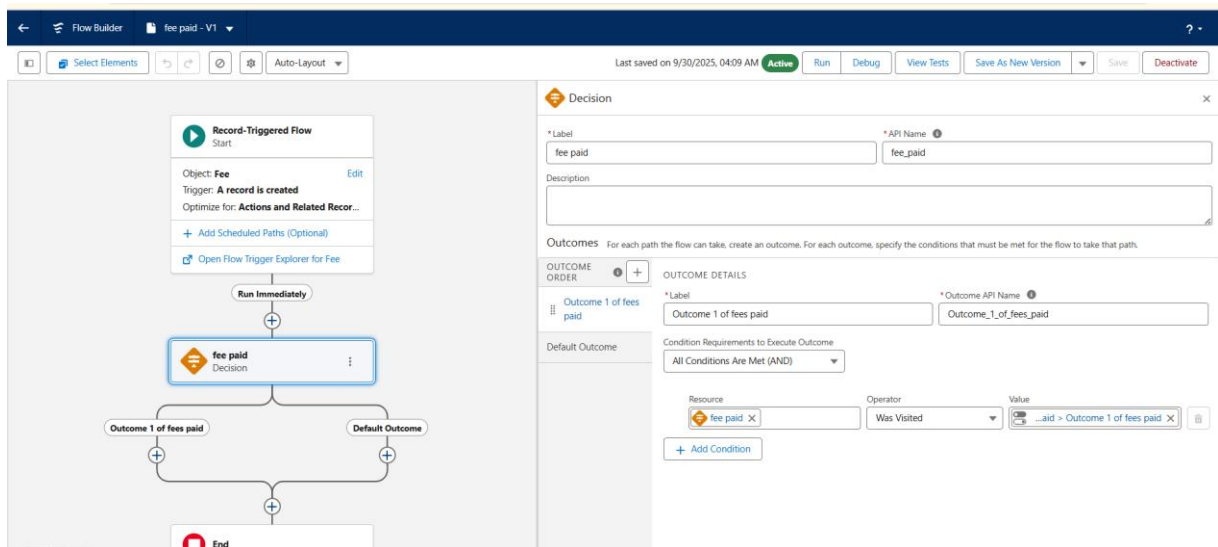 Flow Builder
fee paid - V1
?
Select Elements
Auto-Layout
Last saved on 9/30/2025, 04:09 AM
Active
Run
Debug
View Tests
Save As New Version
Save
Deactivate
Record-Triggered Flow
Start
Object: Fee
Edit
Trigger: A record is created
Optimize for: Actions and Related Recor...
+ Add Scheduled Paths (Optional)
Open Flow Trigger Explorer for Fee
Run Immediately
fee paid
Decision
Outcome 1 of fees paid
Default Outcome
End
Decision
* Label
* API Name
fee paid
fee_paid
Description
Outcomes For each path the flow can take, create an outcome. For each outcome, specify the conditions that must be met for the flow to take that path.
OUTCOME
ORDER
Outcome 1 of fees
paid
Default Outcome
OUTCOME DETAILS
* Label
* Outcome API Name
Outcome 1 of fees paid
Outcome_1_of_fees_paid
Condition Requirements to Execute Outcome
All Conditions Are Met (AND)
Resource
Operator
Value
fee paid
Was Visited
...aid > Outcome 1 of fees paid
+ Add Condition